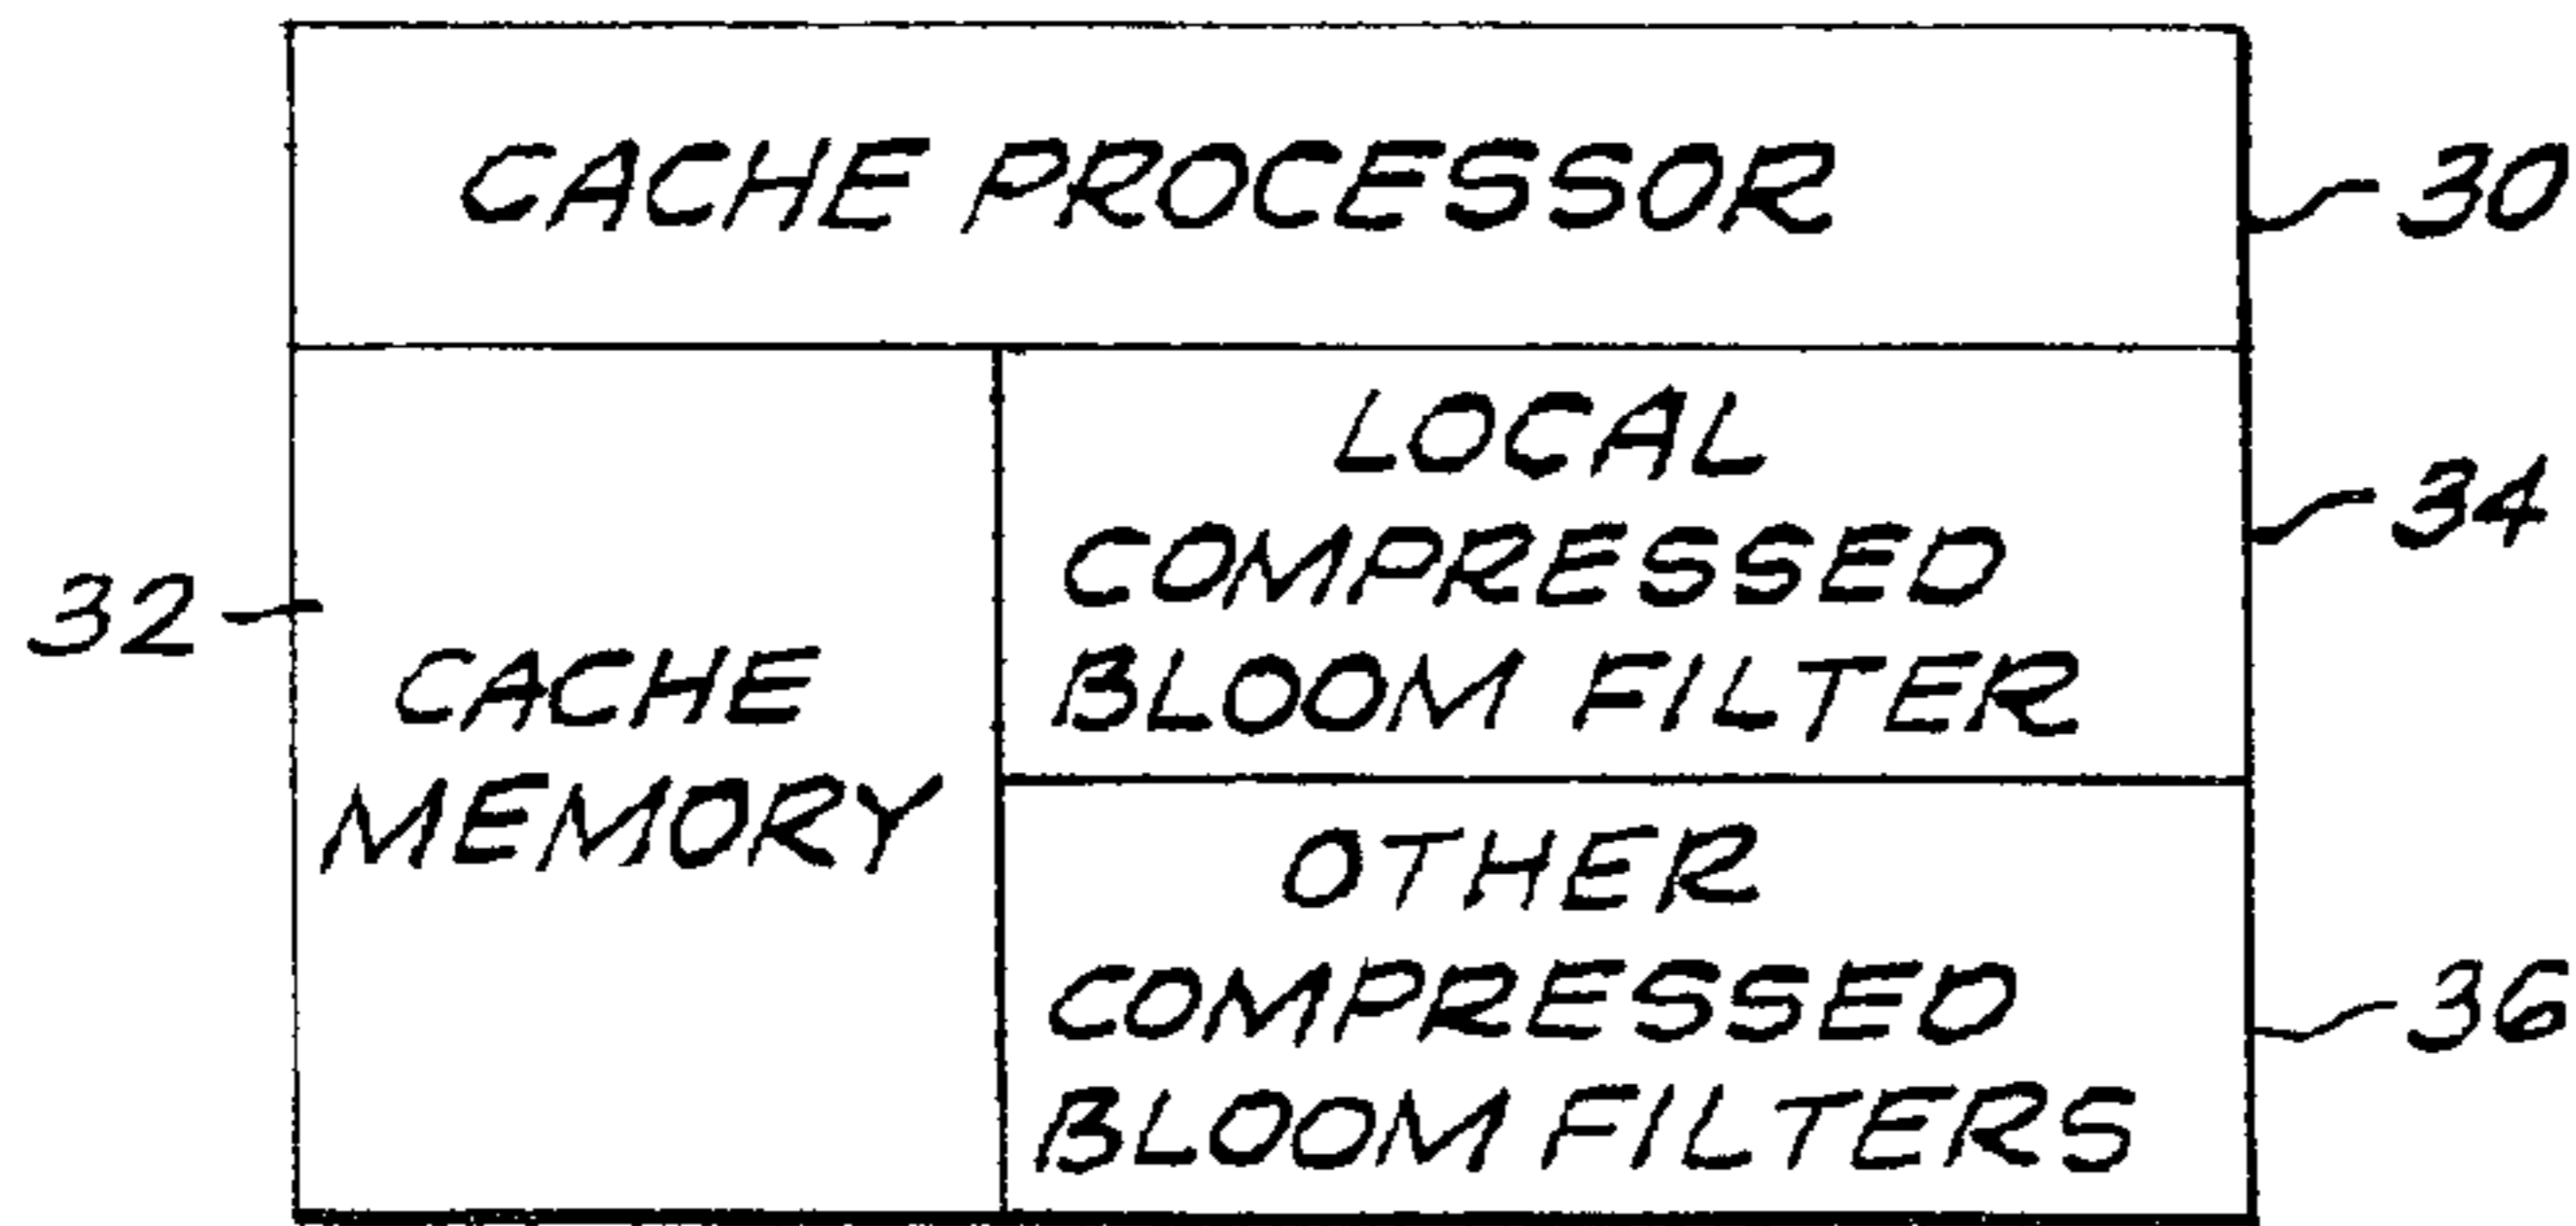 CACHE PROCESSOR
30
LOCAL
COMPRESSED
BLOOM FILTER
34
32
CACHE
MEMORY
OTHER
COMPRESSED
BLOOM FILTERS
36